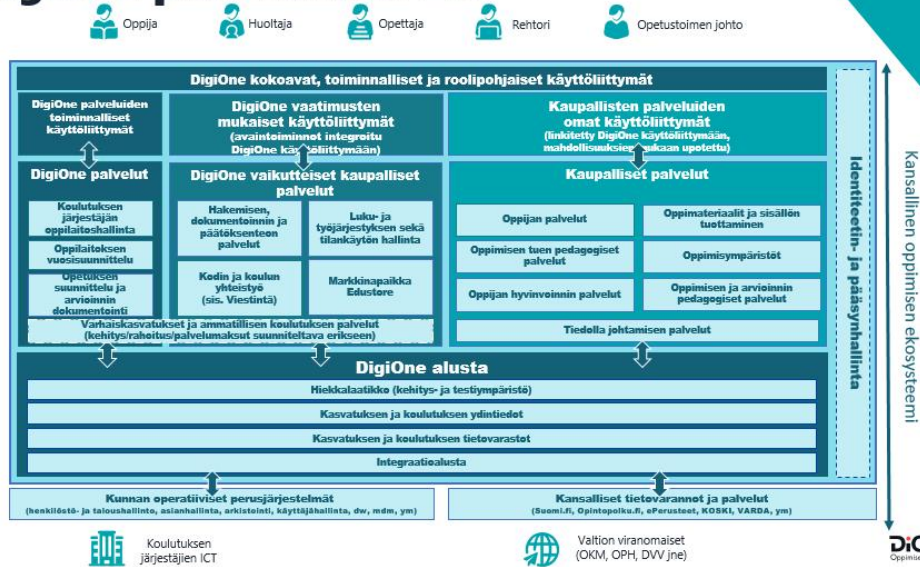 Oppija
Huoltaja
Opettaja
Rehtori
Opetustoimen johto
DigiOne kokoavat, toiminnalliset ja roolipohjaiset käyttöliittymät
DigiOne palveluiden
toiminnalliset
käyttöliittymät
DigiOne vaatimusten
mukaiset käyttöliittymät
(avaintoiminnot integroitu
DigiOne käyttöliittymään)
Kaupallisten palveluiden
omat käyttöliittymät
(linkitetty DigiOne käyttöliittymään,
mahdollisuuksien mukaan upotettu)
DigiOne palvelut
Koulutuksen
järjestäjän
oppilaitoshallinta
Oppilaitoksen
vuosisuunnittelu
Opetuksen
suunnittelu ja
arvioinnin
dokumentointi
DigiOne vaikutteiset kaupalliset
palvelut
Hakemisen,
dokumentoinnin ja
päätöksenteon
palvelut
Luku- ja
työjärjestyksen sekä
tilankäytön hallinta
Kodin ja koulun
yhteistyö
(sis. Viestintä)
Markkinapaikka
Edustore
Varhaiskasvatukset ja ammatillisen koulutuksen palvelut
(kehitys/rahoitus/palvelumaksut suunniteltava erikseen)
Kaupalliset palvelut
Oppijan palvelut
Oppimateriaalit ja sisällön
tuottaminen
Oppimisen tuen pedagogiset
palvelut
Oppimisympäristöt
Oppijan hyvinvoinnin palvelut
Oppimisen ja arvioinnin
pedagogiset palvelut
Tiedolla johtamisen palvelut
DigiOne alusta
Hiekkalaatikko (kehitys- ja testiympäristö)
Kasvatuksen ja koulutuksen ydintiedot
Kasvatuksen ja koulutuksen tietovarastot
Integraatioalusta
Identiteetin- ja pääsynhallinta
Kansallinen oppimisen ekosysteemi
Kunnan operatiiviset perusjärjestelmät
(henkilöstö- ja taloushallinto, asianhallinta, arkistointi, käyttäjähallinta, dw, mdm, ym)
Kansalliset tietovarannot ja palvelut
(Suomi.fi, Opintopolku.fi, ePerusteet, KOSKI, VARDA, ym)
Koulutuksen
järjestäjien ICT
Valtion viranomaiset
(OKM, OPH, DVV jne)